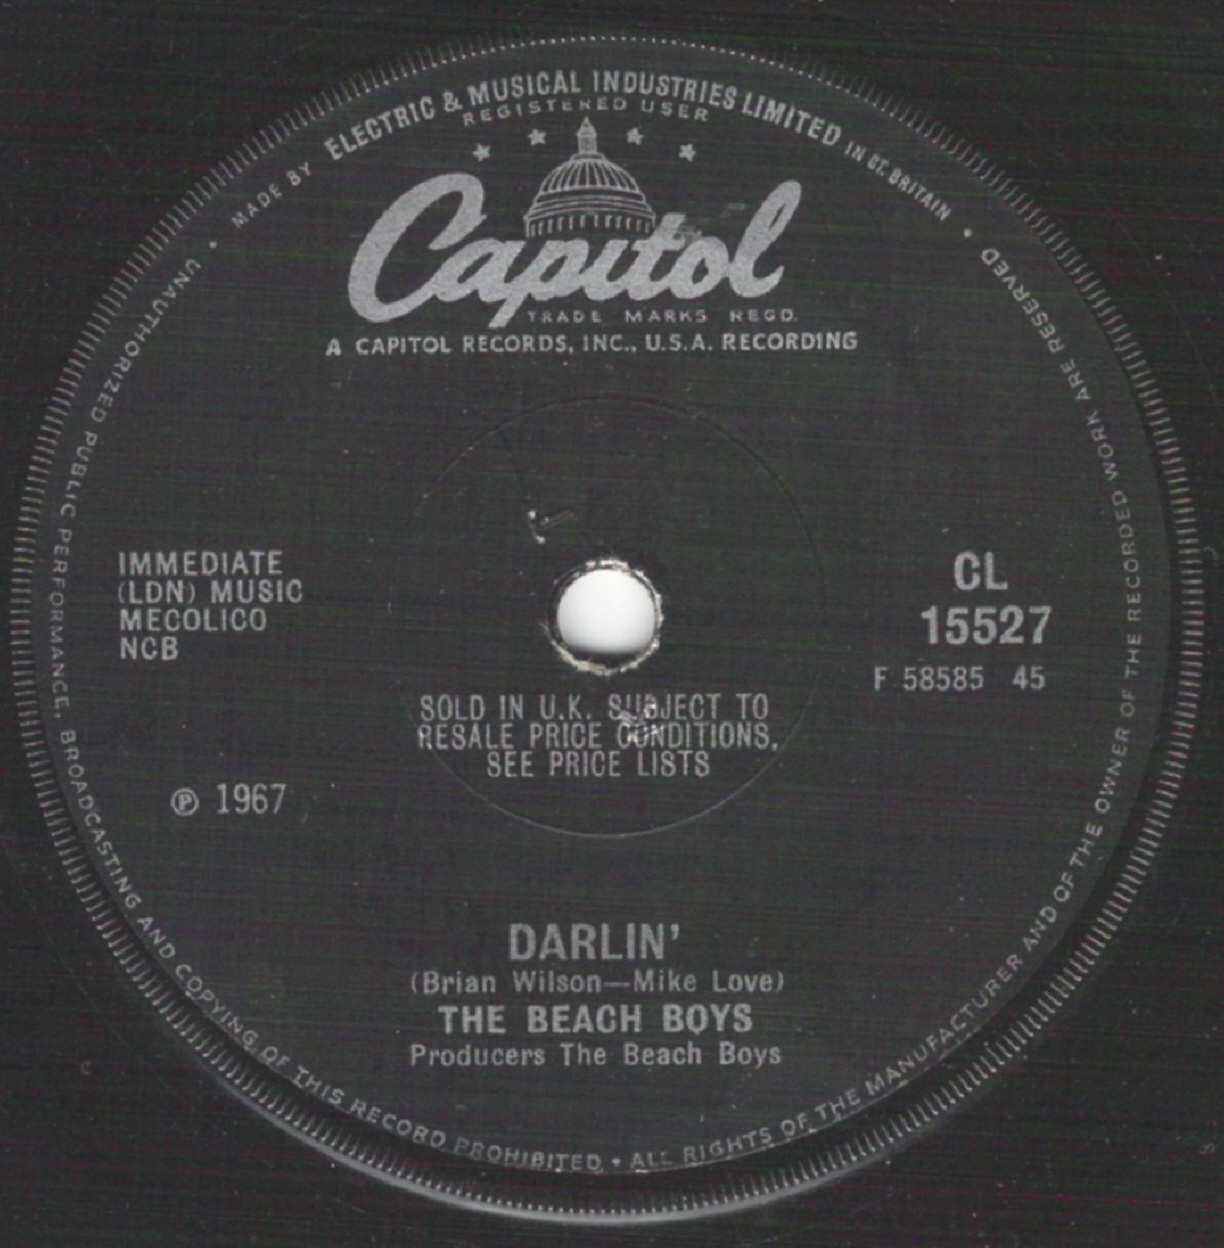 MADE BY ELECTRIC & MUSICAL INDUSTRIES LIMITED IN GT. BRITAIN
REGISTERED USER
Capitol
TRADE MARKS REGD.
A CAPITOL RECORDS, INC., U.S.A. RECORDING
IMMEDIATE
(LDN) MUSIC
MECOLICO
NCB
CL
15527
F 58585 45
SOLD IN U.K. SUBJECT TO
RESALE PRICE CONDITIONS,
SEE PRICE LISTS
℗ 1967
DARLIN'
(Brian Wilson—Mike Love)
THE BEACH BOYS
Producers The Beach Boys
UNAUTHORIZED PUBLIC PERFORMANCE, BROADCASTING AND COPYING OF THIS RECORD PROHIBITED • ALL RIGHTS OF THE MANUFACTURER AND OF THE OWNER OF THE RECORDED WORK ARE RESERVED